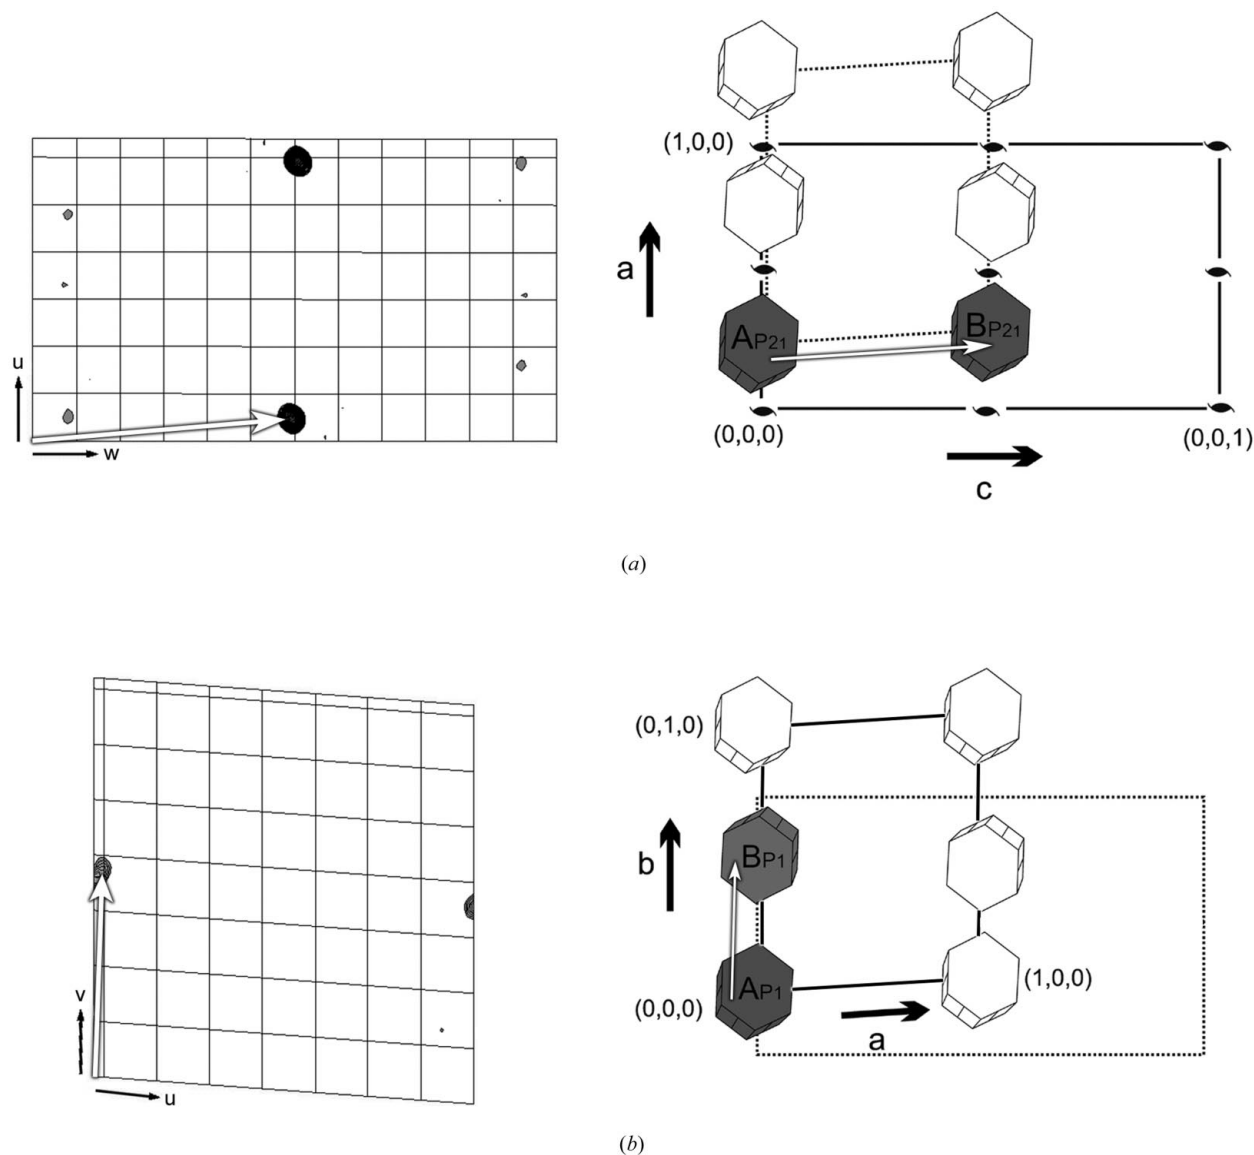 (1,0,0)
a
u
w
A P21
B P21
(0,0,0)
(0,0,1)
c
(a)
(0,1,0)
b
B P1
v
A P1
(1,0,0)
(0,0,0)
a
u
(b)